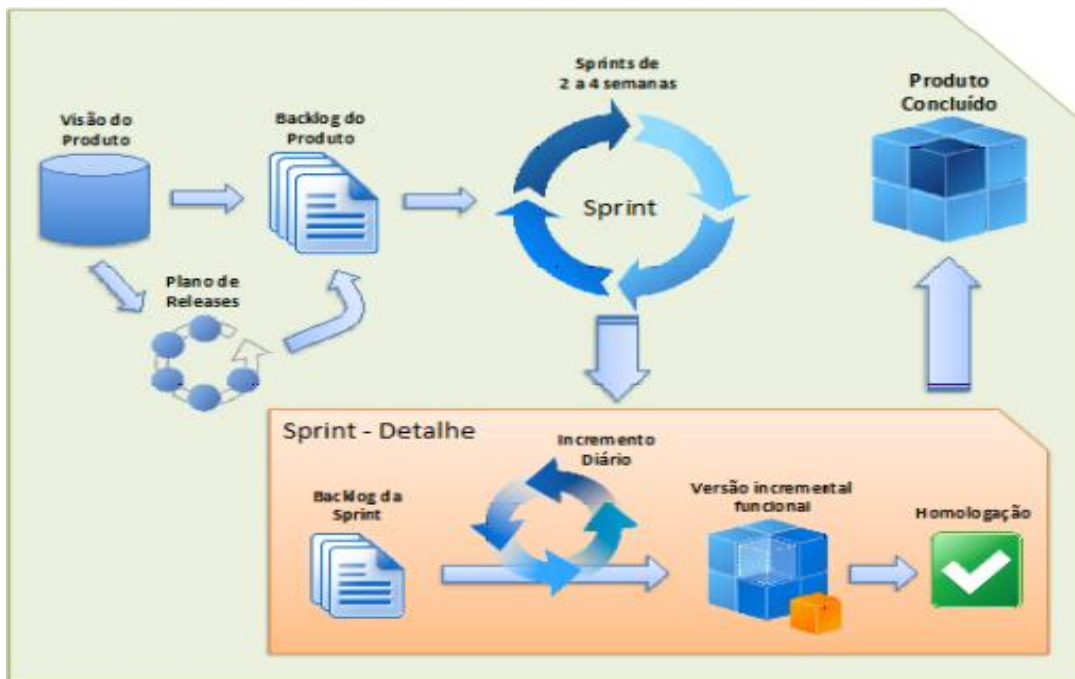 Visão do
Produto
Backlog do
Produto
Sprints de
2 a 4 semanas
Sprint
Produto
Concluído
Plano de
Releases
Sprint - Detalhe
Backlog da
Sprint
Incremento
Diário
Versão incremental
funcional
Homologação